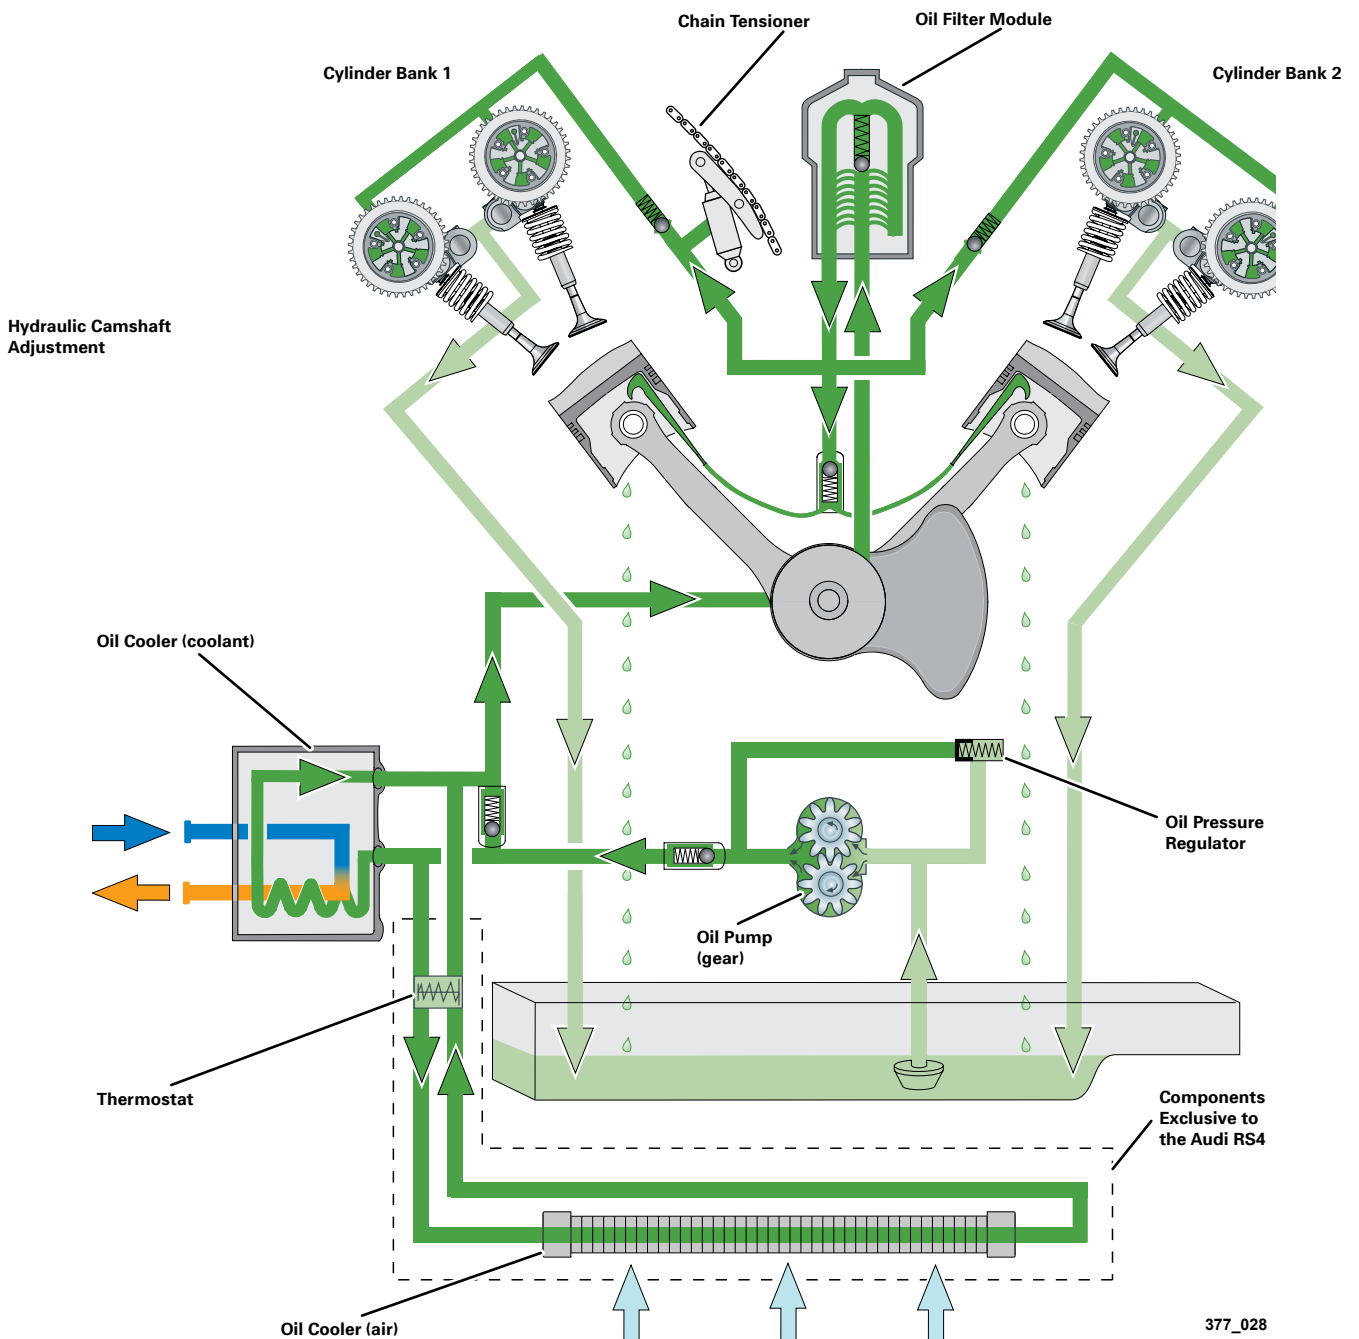 Chain Tensioner
Oil Filter Module
Cylinder Bank 1
Cylinder Bank 2
Hydraulic Camshaft
Adjustment
Oil Cooler (coolant)
Oil Pressure
Regulator
Oil Pump
(gear)
Thermostat
Components
Exclusive to
the Audi RS4
Oil Cooler (air)
377_028